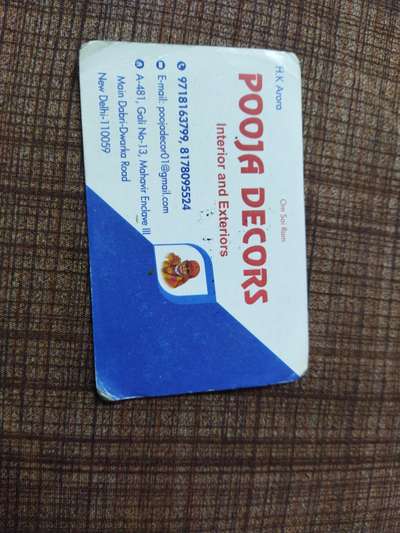 Om Sai Ram
H.K Arora
POOJA DECORS
Interior and Exteriors
9718163799, 8178095524
E-mail: poojadecor01@gmail.com
A-481, Gali No-13, Mahavir Enclave III
Main Dabri-Dwarka Road
New Delhi-110059